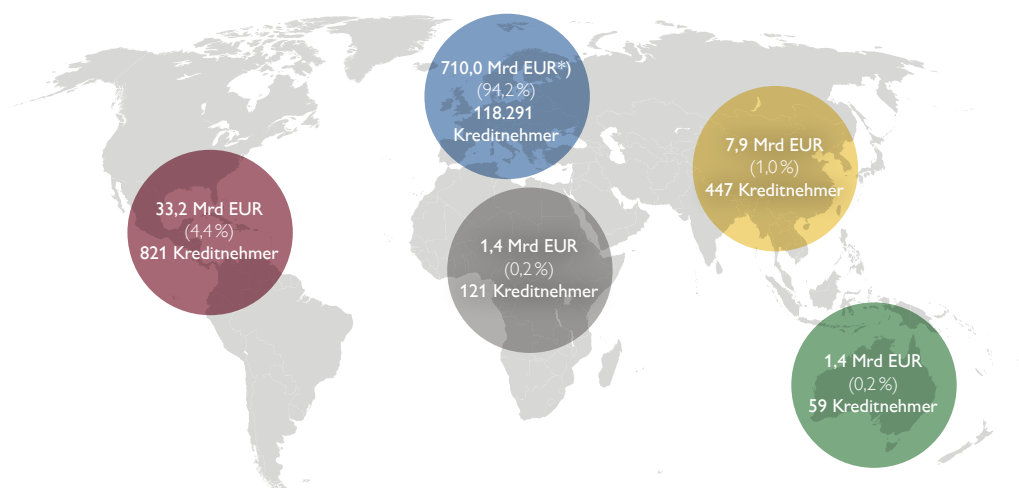 710,0 Mrd EUR*)
(94,2 %)
118.291
Kreditnehmer
7,9 Mrd EUR
(1,0 %)
447 Kreditnehmer
33,2 Mrd EUR
(4,4 %)
821 Kreditnehmer
1,4 Mrd EUR
(0,2 %)
121 Kreditnehmer
1,4 Mrd EUR
(0,2 %)
59 Kreditnehmer